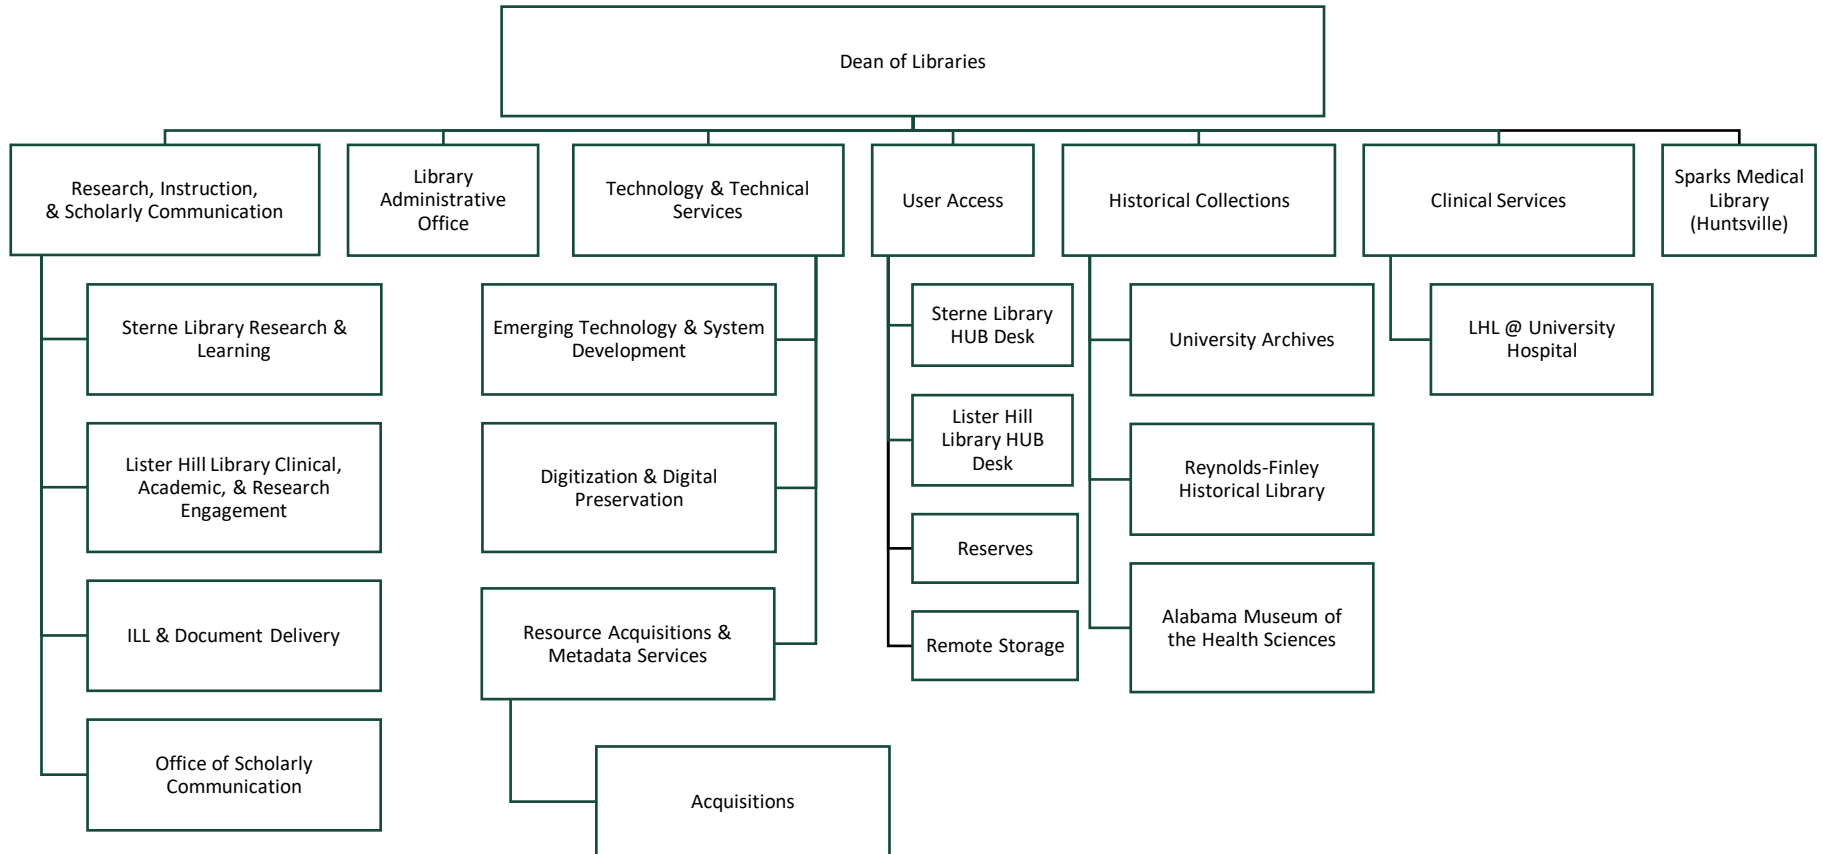 Dean of Libraries
Research, Instruction,
& Scholarly Communication
Library
Administrative
Office
Technology & Technical
Services
User Access
Historical Collections
Clinical Services
Sparks Medical
Library
(Huntsville)
Sterne Library Research &
Learning
Lister Hill Library Clinical,
Academic, & Research
Engagement
ILL & Document Delivery
Office of Scholarly
Communication
Emerging Technology & System
Development
Digitization & Digital
Preservation
Resource Acquisitions &
Metadata Services
Acquisitions
Sterne Library
HUB Desk
Lister Hill
Library HUB
Desk
Reserves
Remote Storage
University Archives
Reynolds-Finley
Historical Library
Alabama Museum of
the Health Sciences
LHL @ University
Hospital